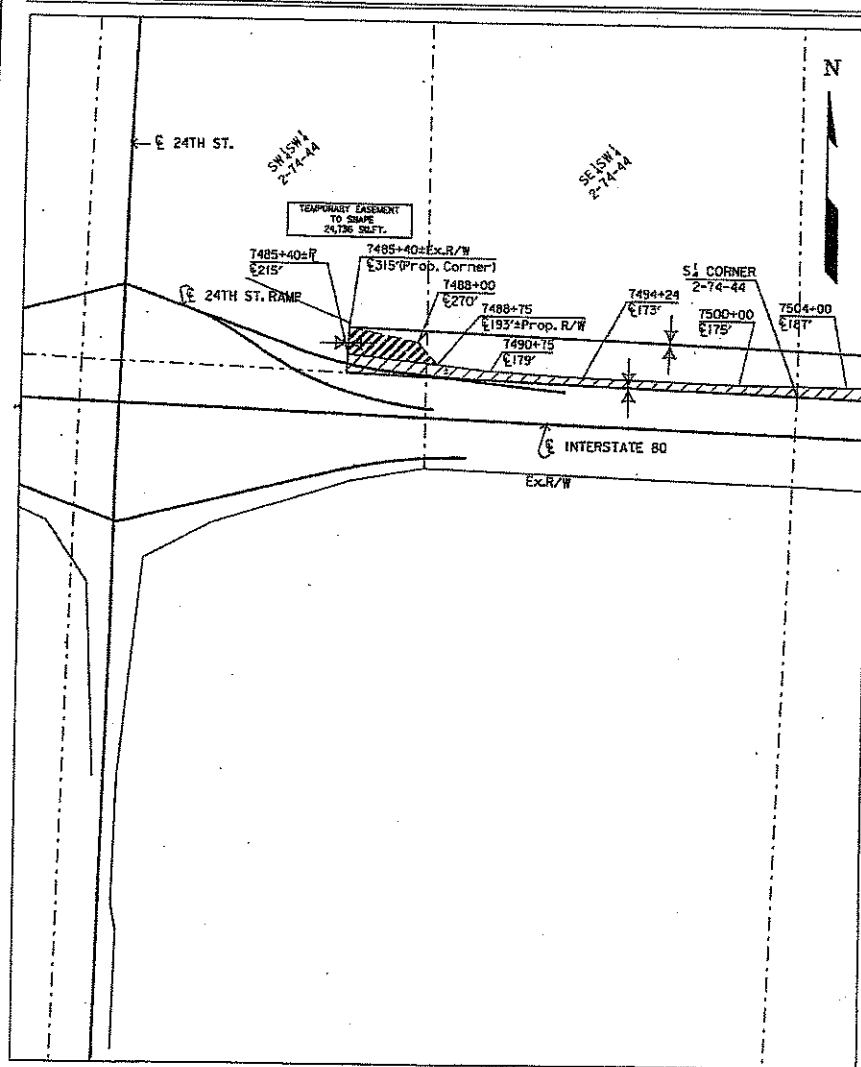 N
℄ 24TH ST.
SW¼SW¼
2-74-44
SE¼SW¼
2-74-44
TEMPORARY EASEMENT
TO SHAPE
24,736 SQ.FT.
7485+40±
℄215'
7485+40±Ex.R/W
℄315'(Prop. Corner)
7488+00
℄270'
S¼ CORNER
2-74-44
℄ 24TH ST. RAMP
7488+75
℄193'±Prop. R/W
7494+24
℄173'
7500+00
℄175'
7504+00
℄187'
7490+75
℄179'
℄ INTERSTATE 80
Ex.R/W